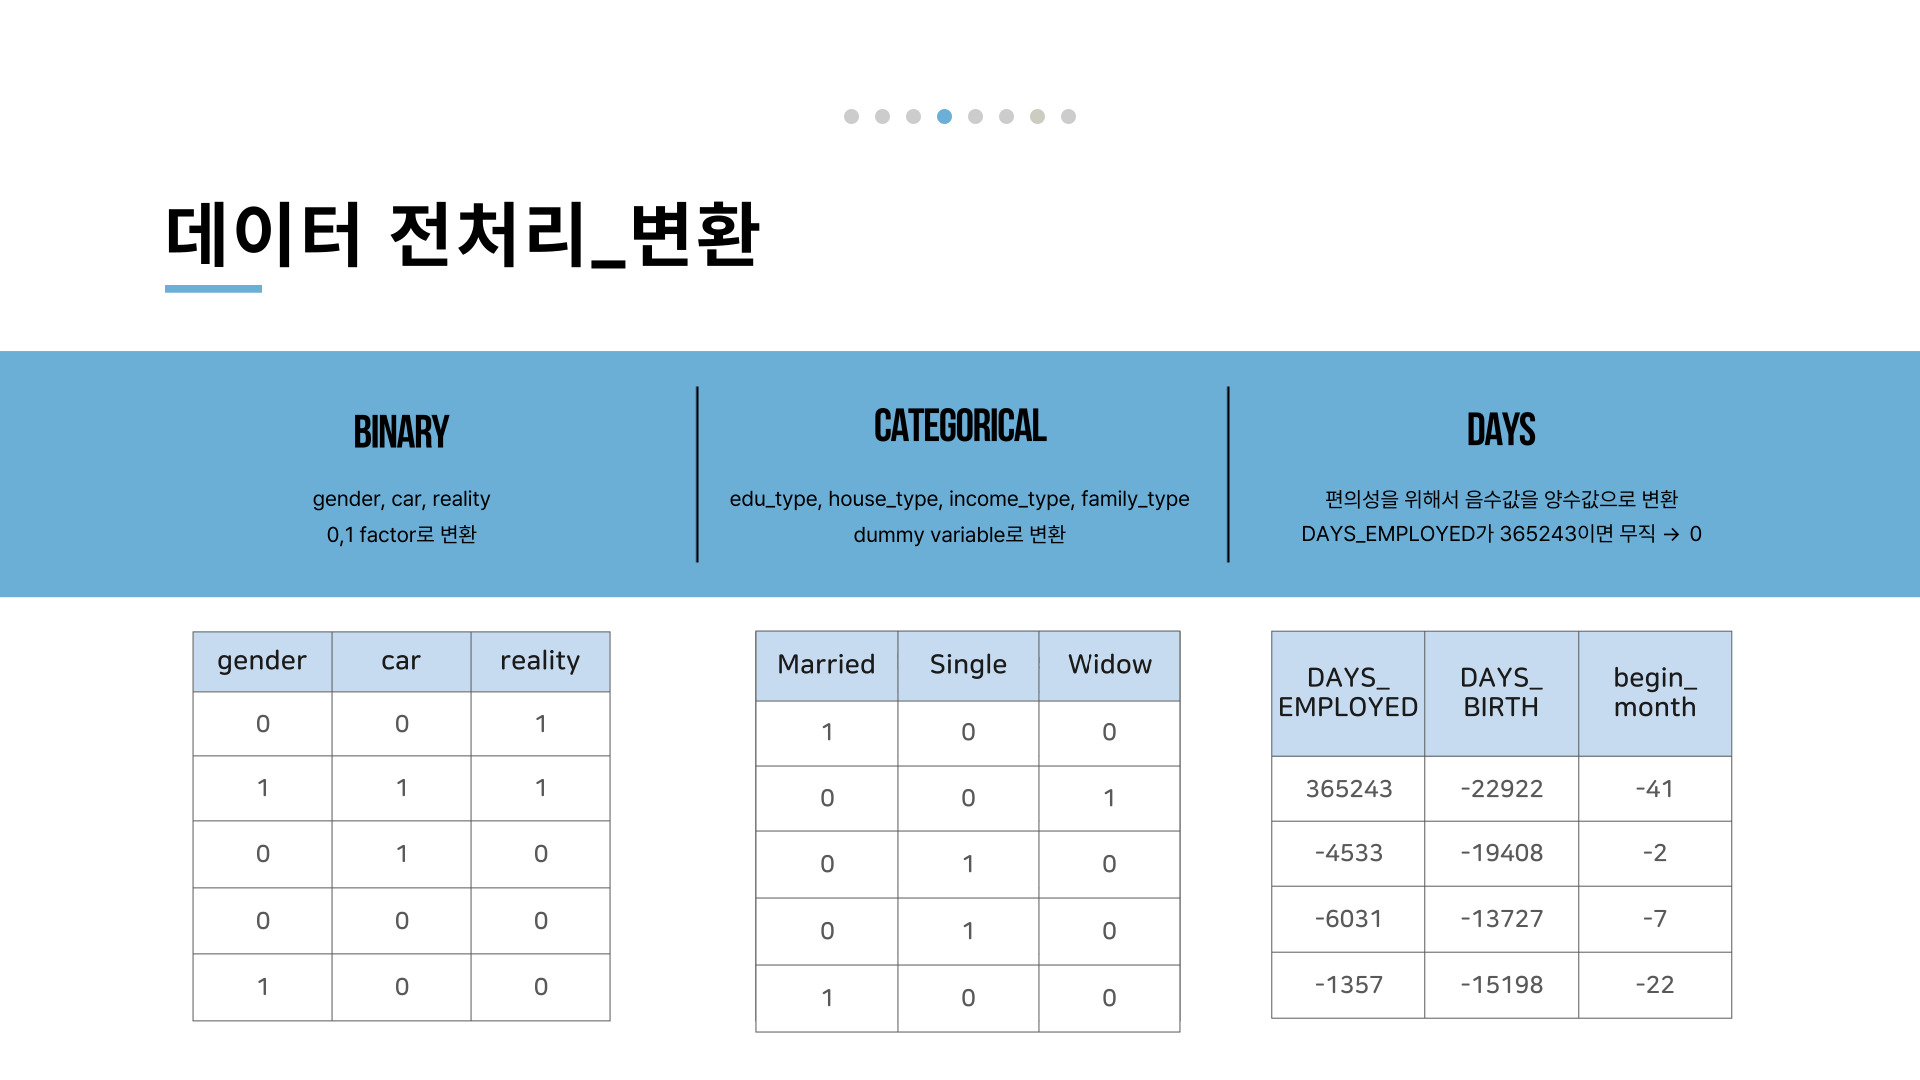 데이터 전처리_변환
BINARY
gender, car, reality
0,1 factor로 변환
CATEGORICAL
edu_type, house_type, income_type, family_type
dummy variable로 변환
DAYS
편의성을 위해서 음수값을 양수값으로 변환
DAYS_EMPLOYED가 365243이면 무직 → 0
gender car reality
0 0 1
1 1 1
0 1 0
0 0 0
1 0 0
Married Single Widow
1 0 0
0 0 1
0 1 0
0 1 0
1 0 0
DAYS_ DAYS_ begin_
EMPLOYED BIRTH month
365243 -22922 -41
-4533 -19408 -2
-6031 -13727 -7
-1357 -15198 -22